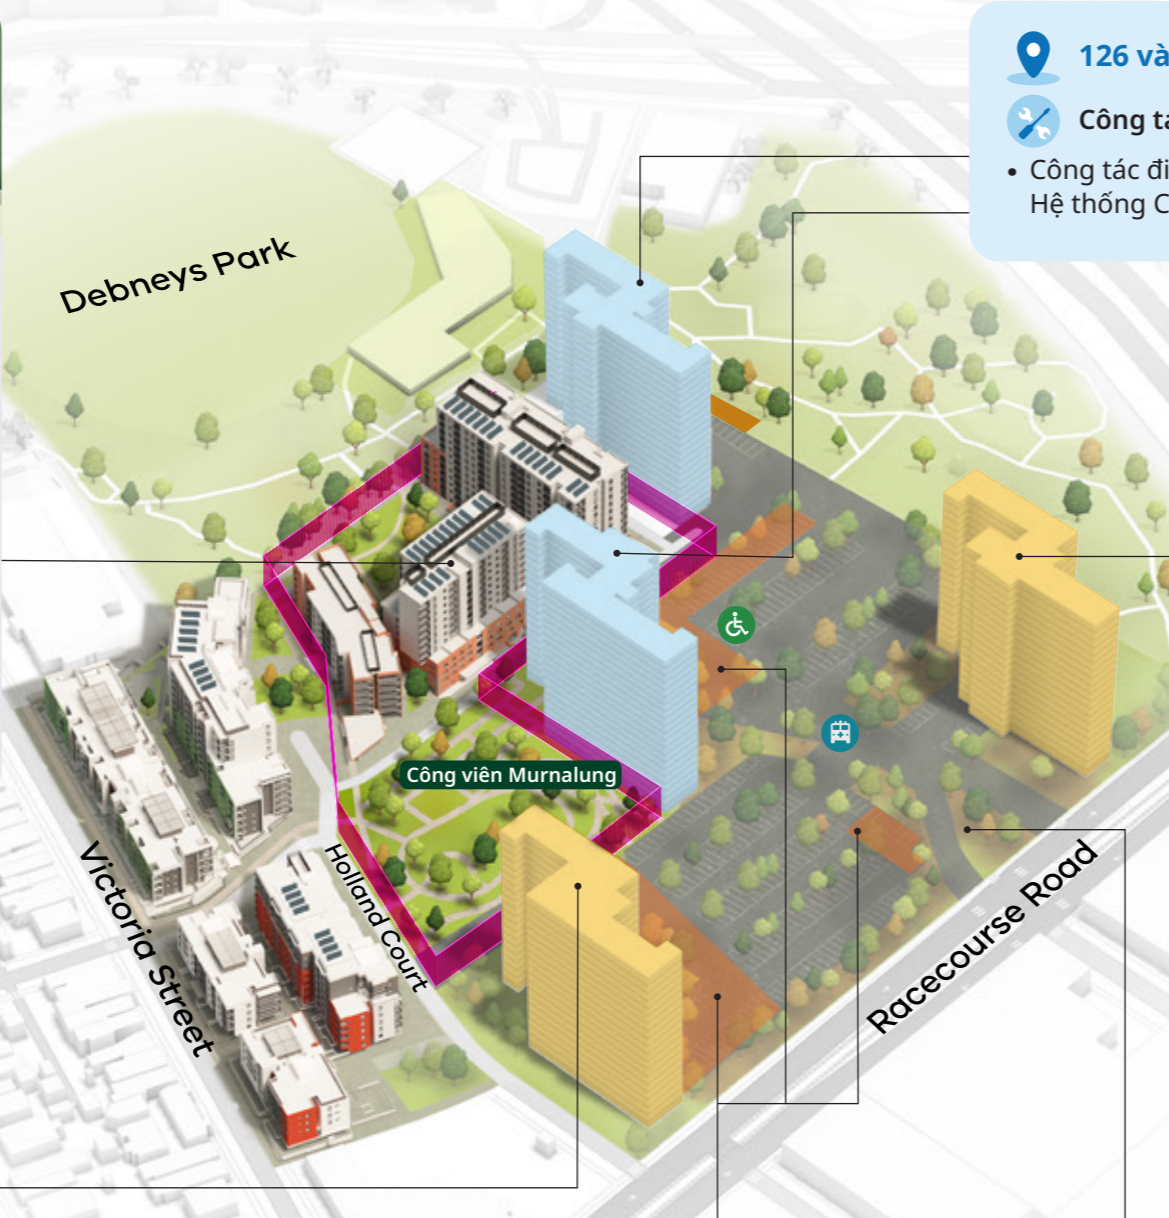 126 và
Công tá
• Công tác đi
Hệ thống C
Debneys Park
Công viên Murnalung
Holland Court
Victoria Street
Racecourse Road